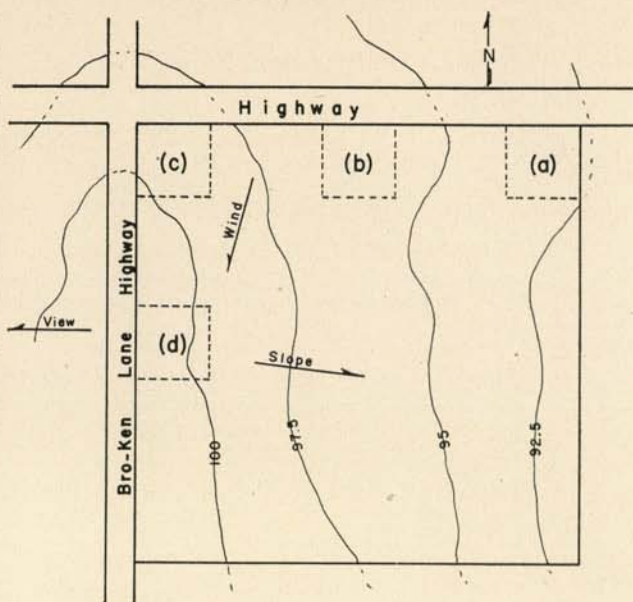 N
Highway
(c)
(b)
(a)
Wind
View
(d)
Slope
Bro-Ken Lane Highway
100
97.5
95
92.5